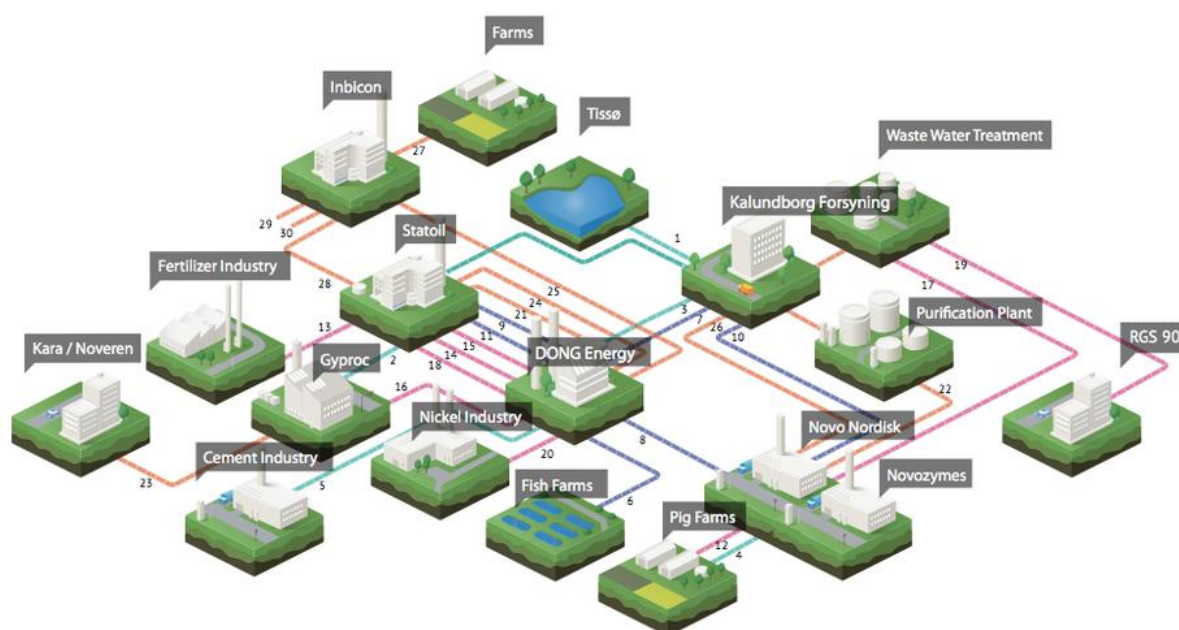 Farms
Inbicon
Tissø
Waste Water Treatment
27
Kalundborg Forsyning
29
30
Statoil
1
19
Fertilizer Industry
28
25
17
24
3
7
21
9
26
10
Purification Plant
13
11
15
14
18
2
DONG Energy
RGS 90
Kara / Noveren
Gyproc
16
22
Nickel Industry
Novo Nordisk
8
20
Cement Industry
23
5
Fish Farms
6
Novozymes
Pig Farms
12
4